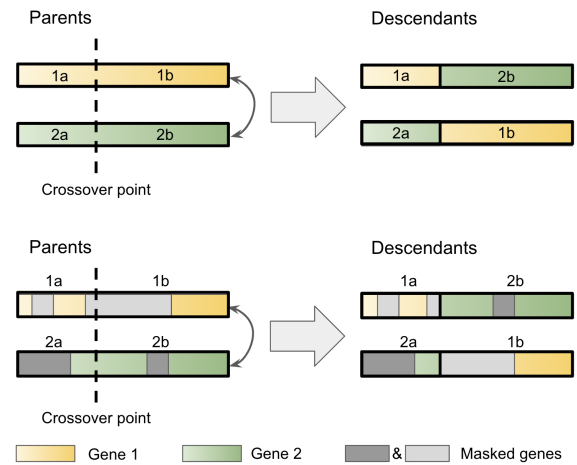 Parents
Descendants
1a 1b
1a 2b
2a 2b
2a 1b
Crossover point
Parents
Descendants
1a 1b
1a 2b
2a 2b
2a 1b
Crossover point
Gene 1
Gene 2
& Masked genes